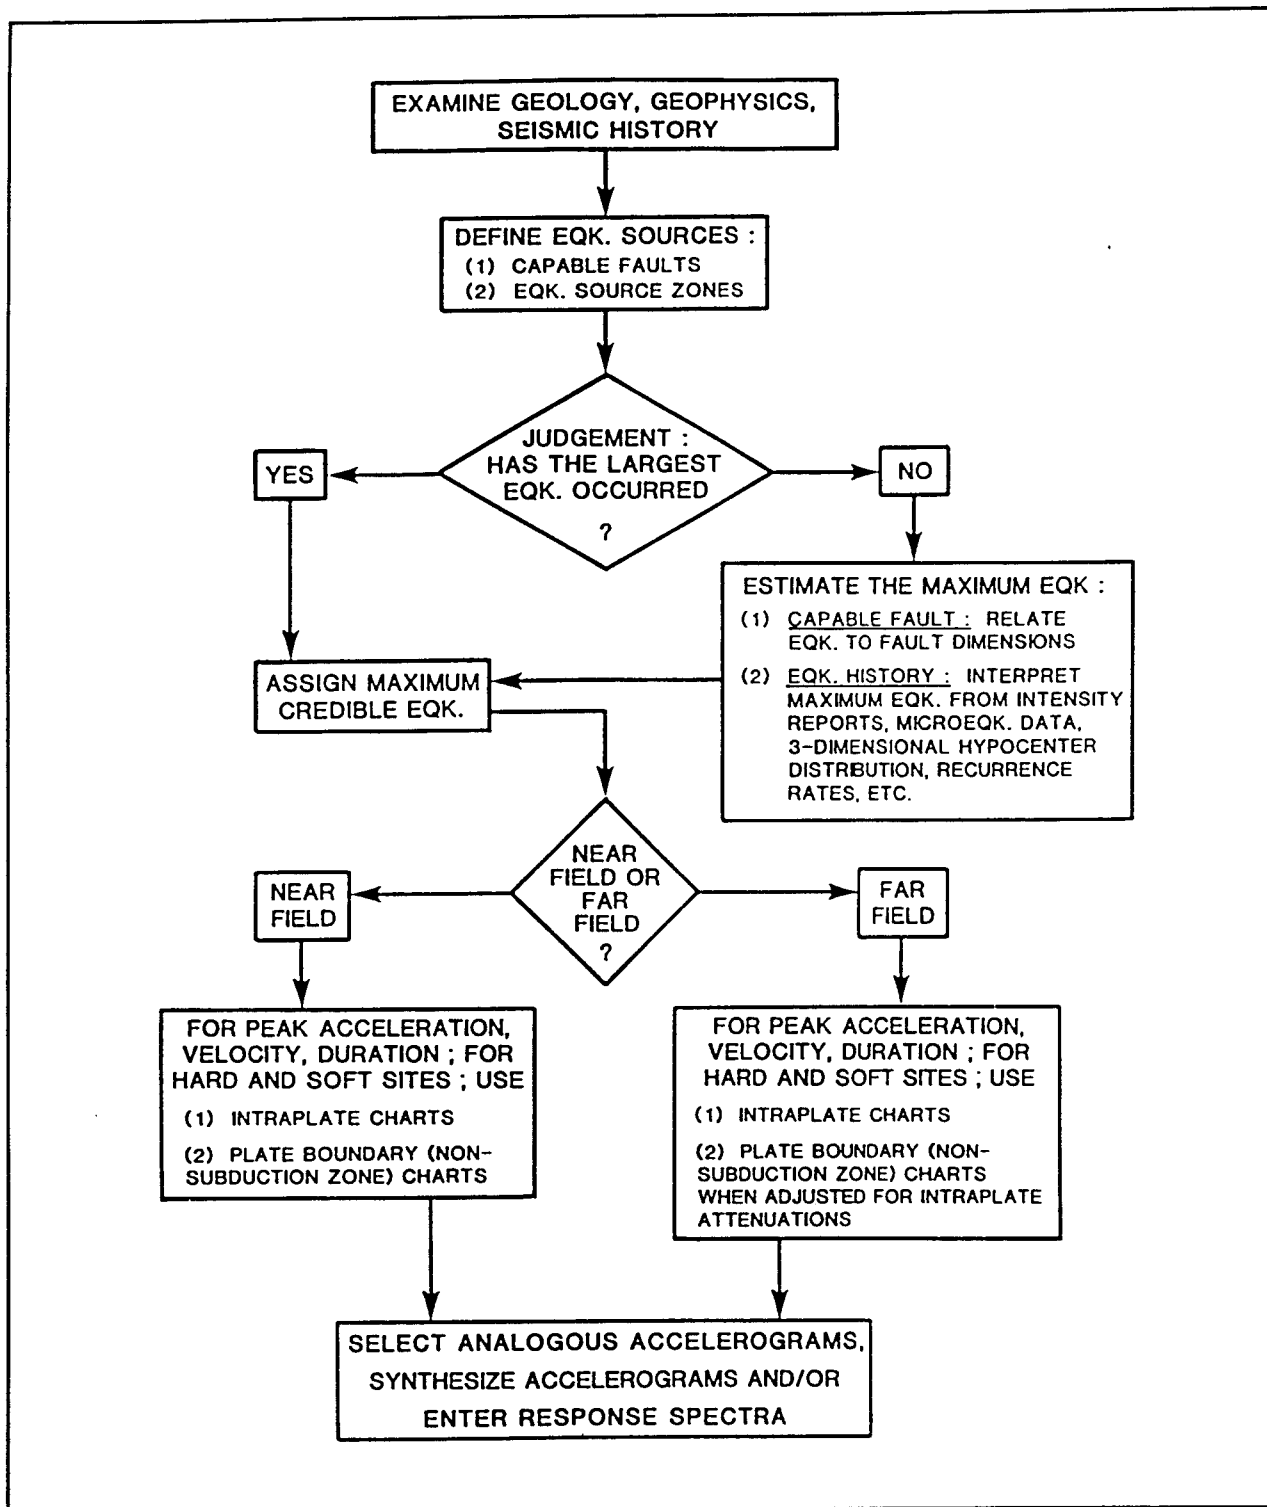 EXAMINE GEOLOGY, GEOPHYSICS,
SEISMIC HISTORY
DEFINE EQK. SOURCES :
(1) CAPABLE FAULTS
(2) EQK. SOURCE ZONES
JUDGEMENT :
HAS THE LARGEST
EQK. OCCURRED
?
YES
NO
ESTIMATE THE MAXIMUM EQK :
(1) CAPABLE FAULT : RELATE
EQK. TO FAULT DIMENSIONS
(2) EQK. HISTORY : INTERPRET
MAXIMUM EQK. FROM INTENSITY
REPORTS, MICROEQK. DATA,
3-DIMENSIONAL HYPOCENTER
DISTRIBUTION, RECURRENCE
RATES, ETC.
ASSIGN MAXIMUM
CREDIBLE EQK.
NEAR
FIELD OR
FAR
FIELD
?
NEAR
FIELD
FAR
FIELD
FOR PEAK ACCELERATION,
VELOCITY, DURATION ; FOR
HARD AND SOFT SITES ; USE
(1) INTRAPLATE CHARTS
(2) PLATE BOUNDARY (NON-
SUBDUCTION ZONE) CHARTS
FOR PEAK ACCELERATION,
VELOCITY, DURATION ; FOR
HARD AND SOFT SITES ; USE
(1) INTRAPLATE CHARTS
(2) PLATE BOUNDARY (NON-
SUBDUCTION ZONE) CHARTS
WHEN ADJUSTED FOR INTRAPLATE
ATTENUATIONS
SELECT ANALOGOUS ACCELEROGRAMS,
SYNTHESIZE ACCELEROGRAMS AND/OR
ENTER RESPONSE SPECTRA